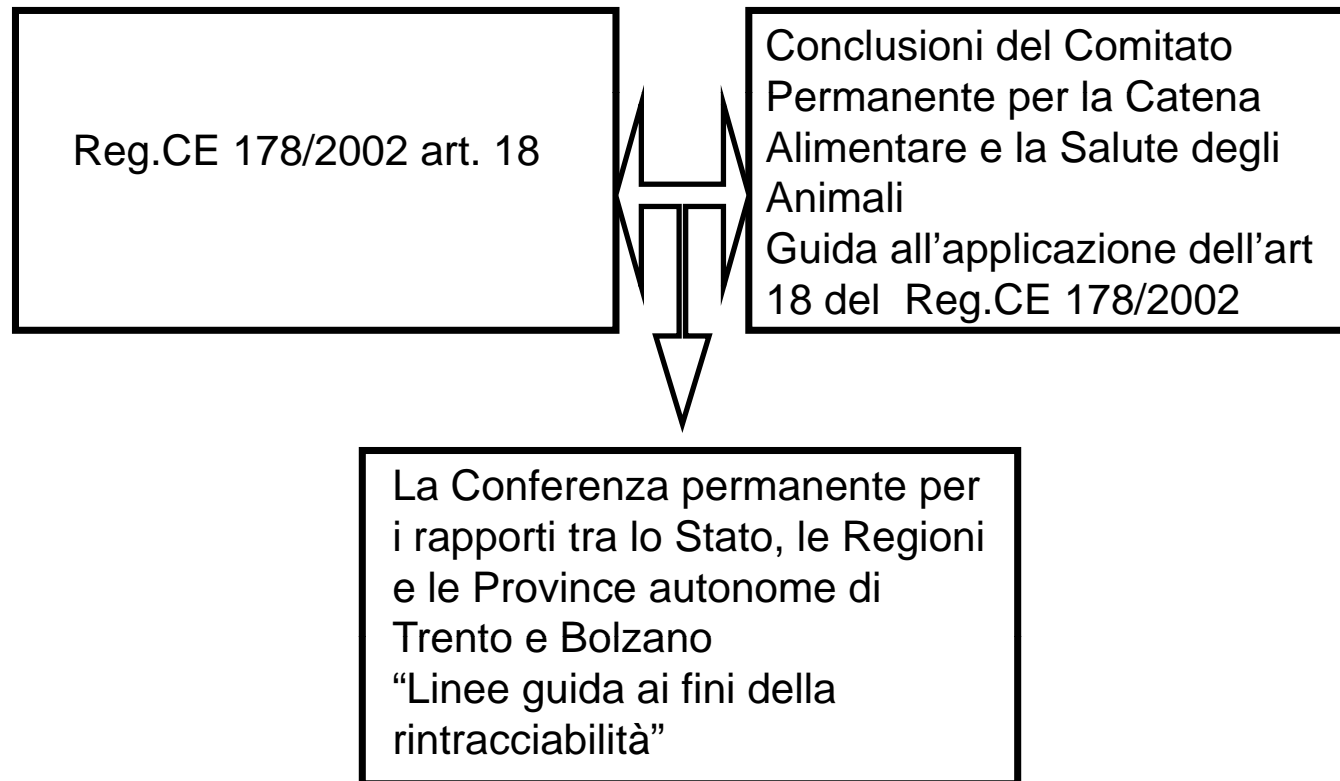 Reg.CE 178/2002 art. 18
Conclusioni del Comitato
Permanente per la Catena
Alimentare e la Salute degli
Animali
Guida all’applicazione dell’art
18 del  Reg.CE 178/2002
La Conferenza permanente per
i rapporti tra lo Stato, le Regioni
e le Province autonome di
Trento e Bolzano
“Linee guida ai fini della
rintracciabilità”